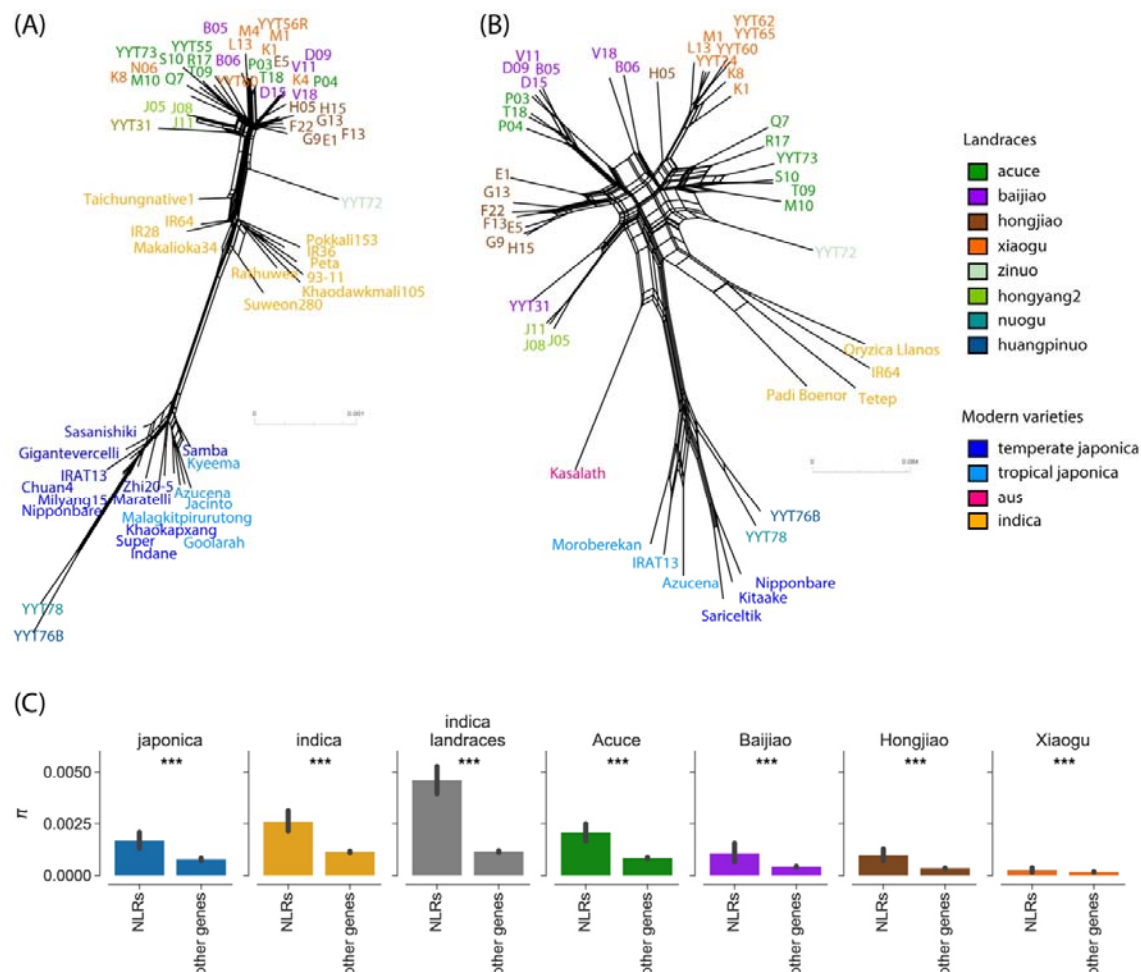 (A)
B05
M4
YYT56R
M1
YYT55
L13
K1
YYT73
S10
R17
B06
P03
E5
D09
V11
N06
T09
T18
K4
P04
K8
M10
Q7
YYT60
D15
V18
J05
J08
J11
H05
H15
G13
F22
F13
G9
E1
YYT31
Taichungnative1
YYT72
IR64
IR28
Makalioka34
Pokkali153
IR36
Peta
Rathuwee
93-11
Khaodawkmali105
Suweon280
0
0.001
Sasanishiki
Gigantevercelli
Samba
Kyeema
IRAT13
Chuan4
Zhi20-5
Azucena
Milyang15
Maratelli
Jacinto
Nipponbare
Malagkitpirurutong
Khaokapxang
Super
Goolarah
Indane
YYT78
YYT76B
(B)
V11
D09
B05
D15
V18
B06
H05
YYT62
M1
YYT65
L13
YYT60
YYT24
K8
K1
P03
T18
P04
Q7
R17
YYT73
S10
T09
M10
E1
G13
F22
F13
E5
G9
H15
YYT72
YYT31
J11
J08
J05
Oryzica Llanos
IR64
Padi Boenor
Tetep
Kasalath
YYT76B
YYT78
Moroberekan
IRAT13
Azucena
Nipponbare
Kitaake
Sariceltik
Landraces
acuce
baijiao
hongjiao
xiaogu
zinuo
hongyang2
nuogu
huangpinuo
Modern varieties
temperate japonica
tropical japonica
aus
indica
(C)
japonica
***
indica
***
indica
landraces
***
Acuce
***
Baijiao
***
Hongjiao
***
Xiaogu
***
π
0.0050
0.0025
0.0000
NLRs
other genes
NLRs
other genes
NLRs
other genes
NLRs
other genes
NLRs
other genes
NLRs
other genes
NLRs
other genes